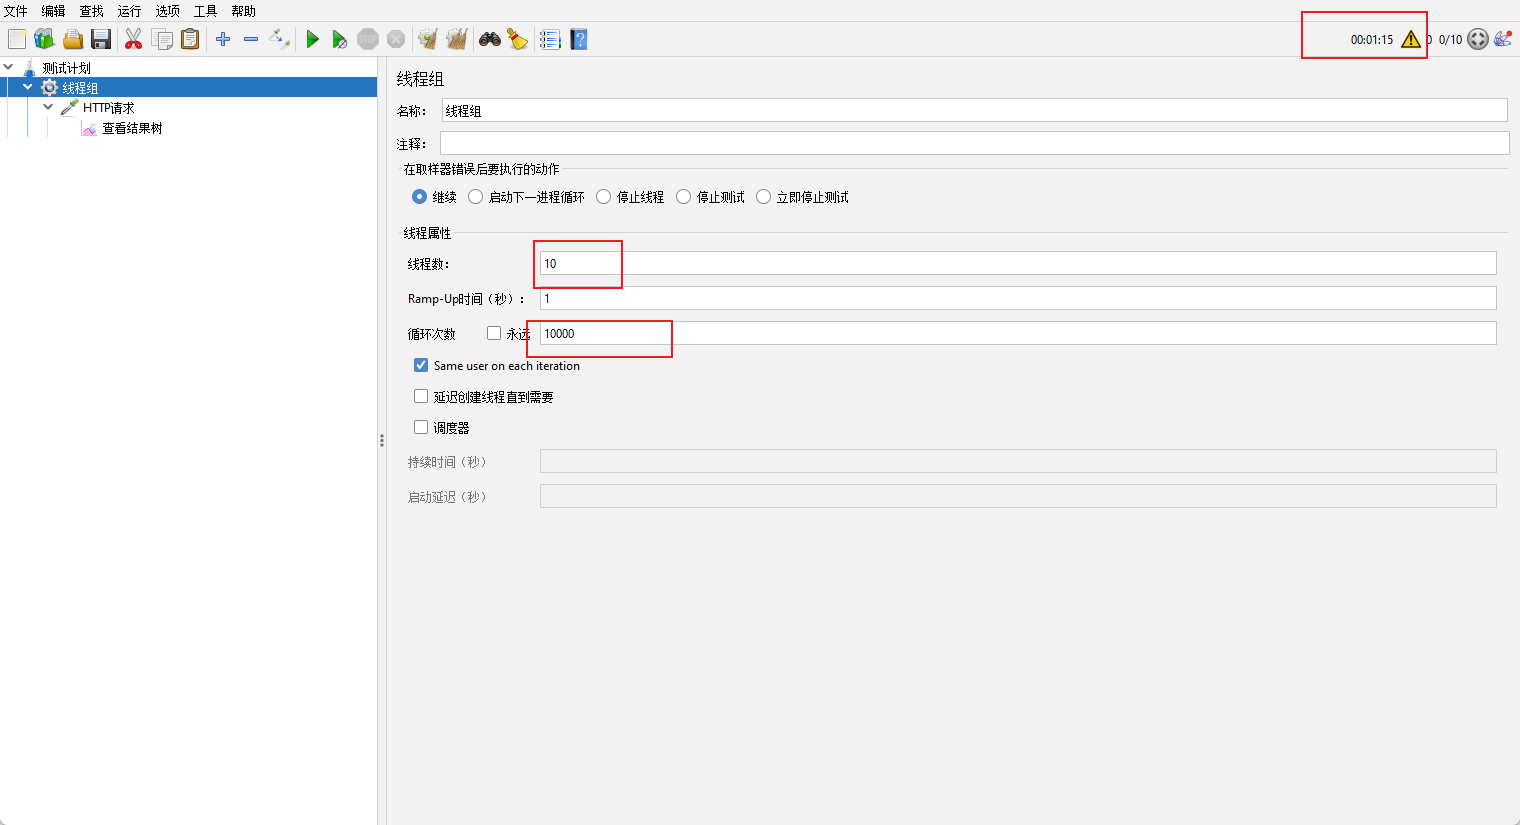 文件 编辑 查找 运行 选项 工具 帮助
STOP
00:01:15 0 0/10
测试计划
线程组
HTTP请求
查看结果树
线程组
名称： 线程组
注释：
在取样器错误后要执行的动作
继续 启动下一进程循环 停止线程 停止测试 立即停止测试
线程属性
线程数： 10
Ramp-Up时间（秒）： 1
循环次数 永远 10000
Same user on each iteration
延迟创建线程直到需要
调度器
持续时间（秒）
启动延迟（秒）